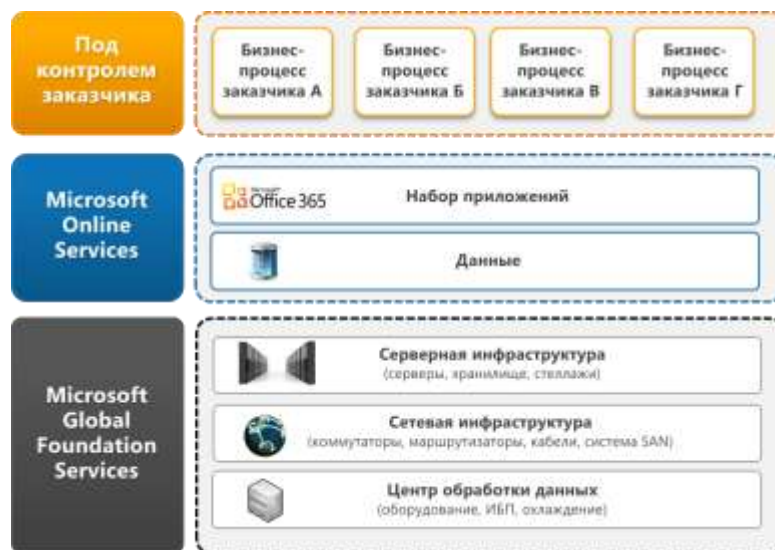 Под
контролем
заказчика
Бизнес-
процесс
заказчика А
Бизнес-
процесс
заказчика Б
Бизнес-
процесс
заказчика В
Бизнес-
процесс
заказчика Г
Microsoft
Online
Services
Microsoft
Office 365
Набор приложений
Данные
Microsoft
Global
Foundation
Services
Серверная инфраструктура
(серверы, хранилище, стеллажи)
Сетевая инфраструктура
(коммутаторы, маршрутизаторы, кабели, система SAN)
Центр обработки данных
(оборудование, ИБП, охлаждение)